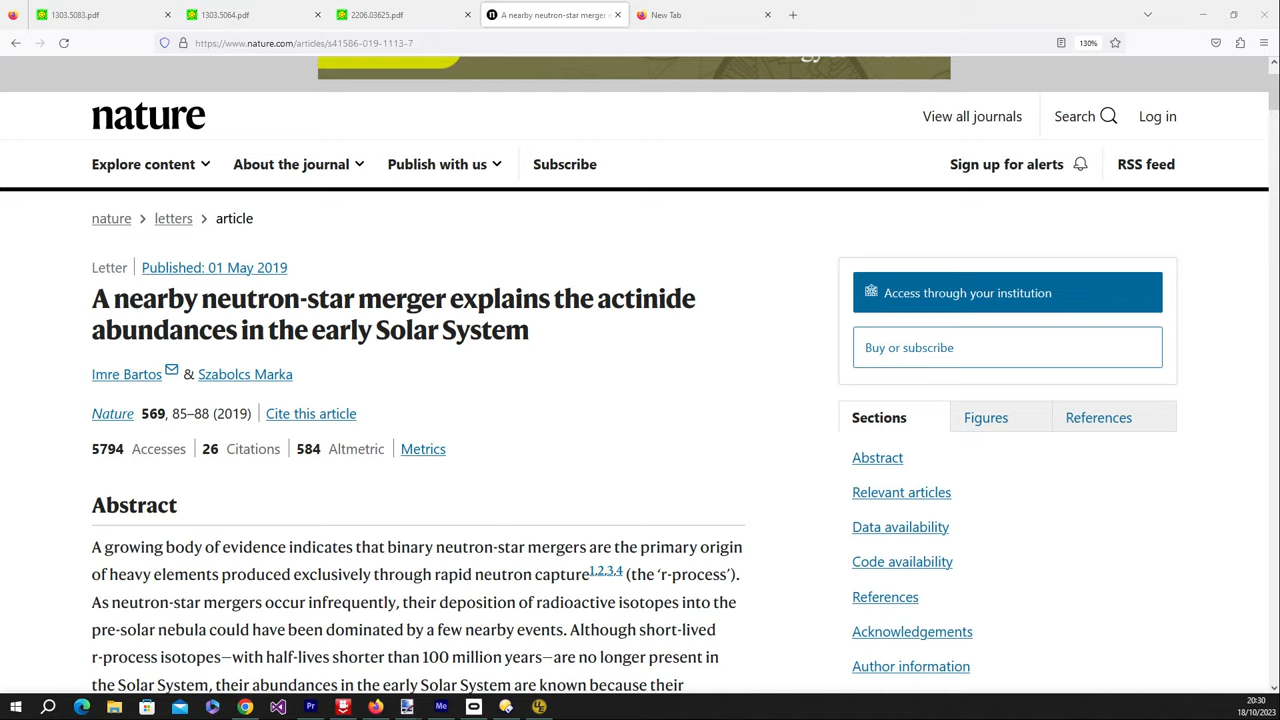 1303.5083.pdf
1303.5064.pdf
2206.03625.pdf
A nearby neutron-star merger e
New Tab
https://www.nature.com/articles/s41586-019-1113-7
130%
nature
View all journals
Search
Log in
Explore content
About the journal
Publish with us
Subscribe
Sign up for alerts
RSS feed
nature > letters > article
Letter | Published: 01 May 2019
A nearby neutron-star merger explains the actinide
abundances in the early Solar System
Imre Bartos & Szabolcs Marka
Nature 569, 85–88 (2019) | Cite this article
5794 Accesses | 26 Citations | 584 Altmetric | Metrics
Abstract
A growing body of evidence indicates that binary neutron-star mergers are the primary origin
of heavy elements produced exclusively through rapid neutron capture1,2,3,4 (the ‘r-process’).
As neutron-star mergers occur infrequently, their deposition of radioactive isotopes into the
pre-solar nebula could have been dominated by a few nearby events. Although short-lived
r-process isotopes—with half-lives shorter than 100 million years—are no longer present in
the Solar System, their abundances in the early Solar System are known because their
Access through your institution
Buy or subscribe
Sections
Figures
References
Abstract
Relevant articles
Data availability
Code availability
References
Acknowledgements
Author information
Pr
Me
20:30
18/10/2023